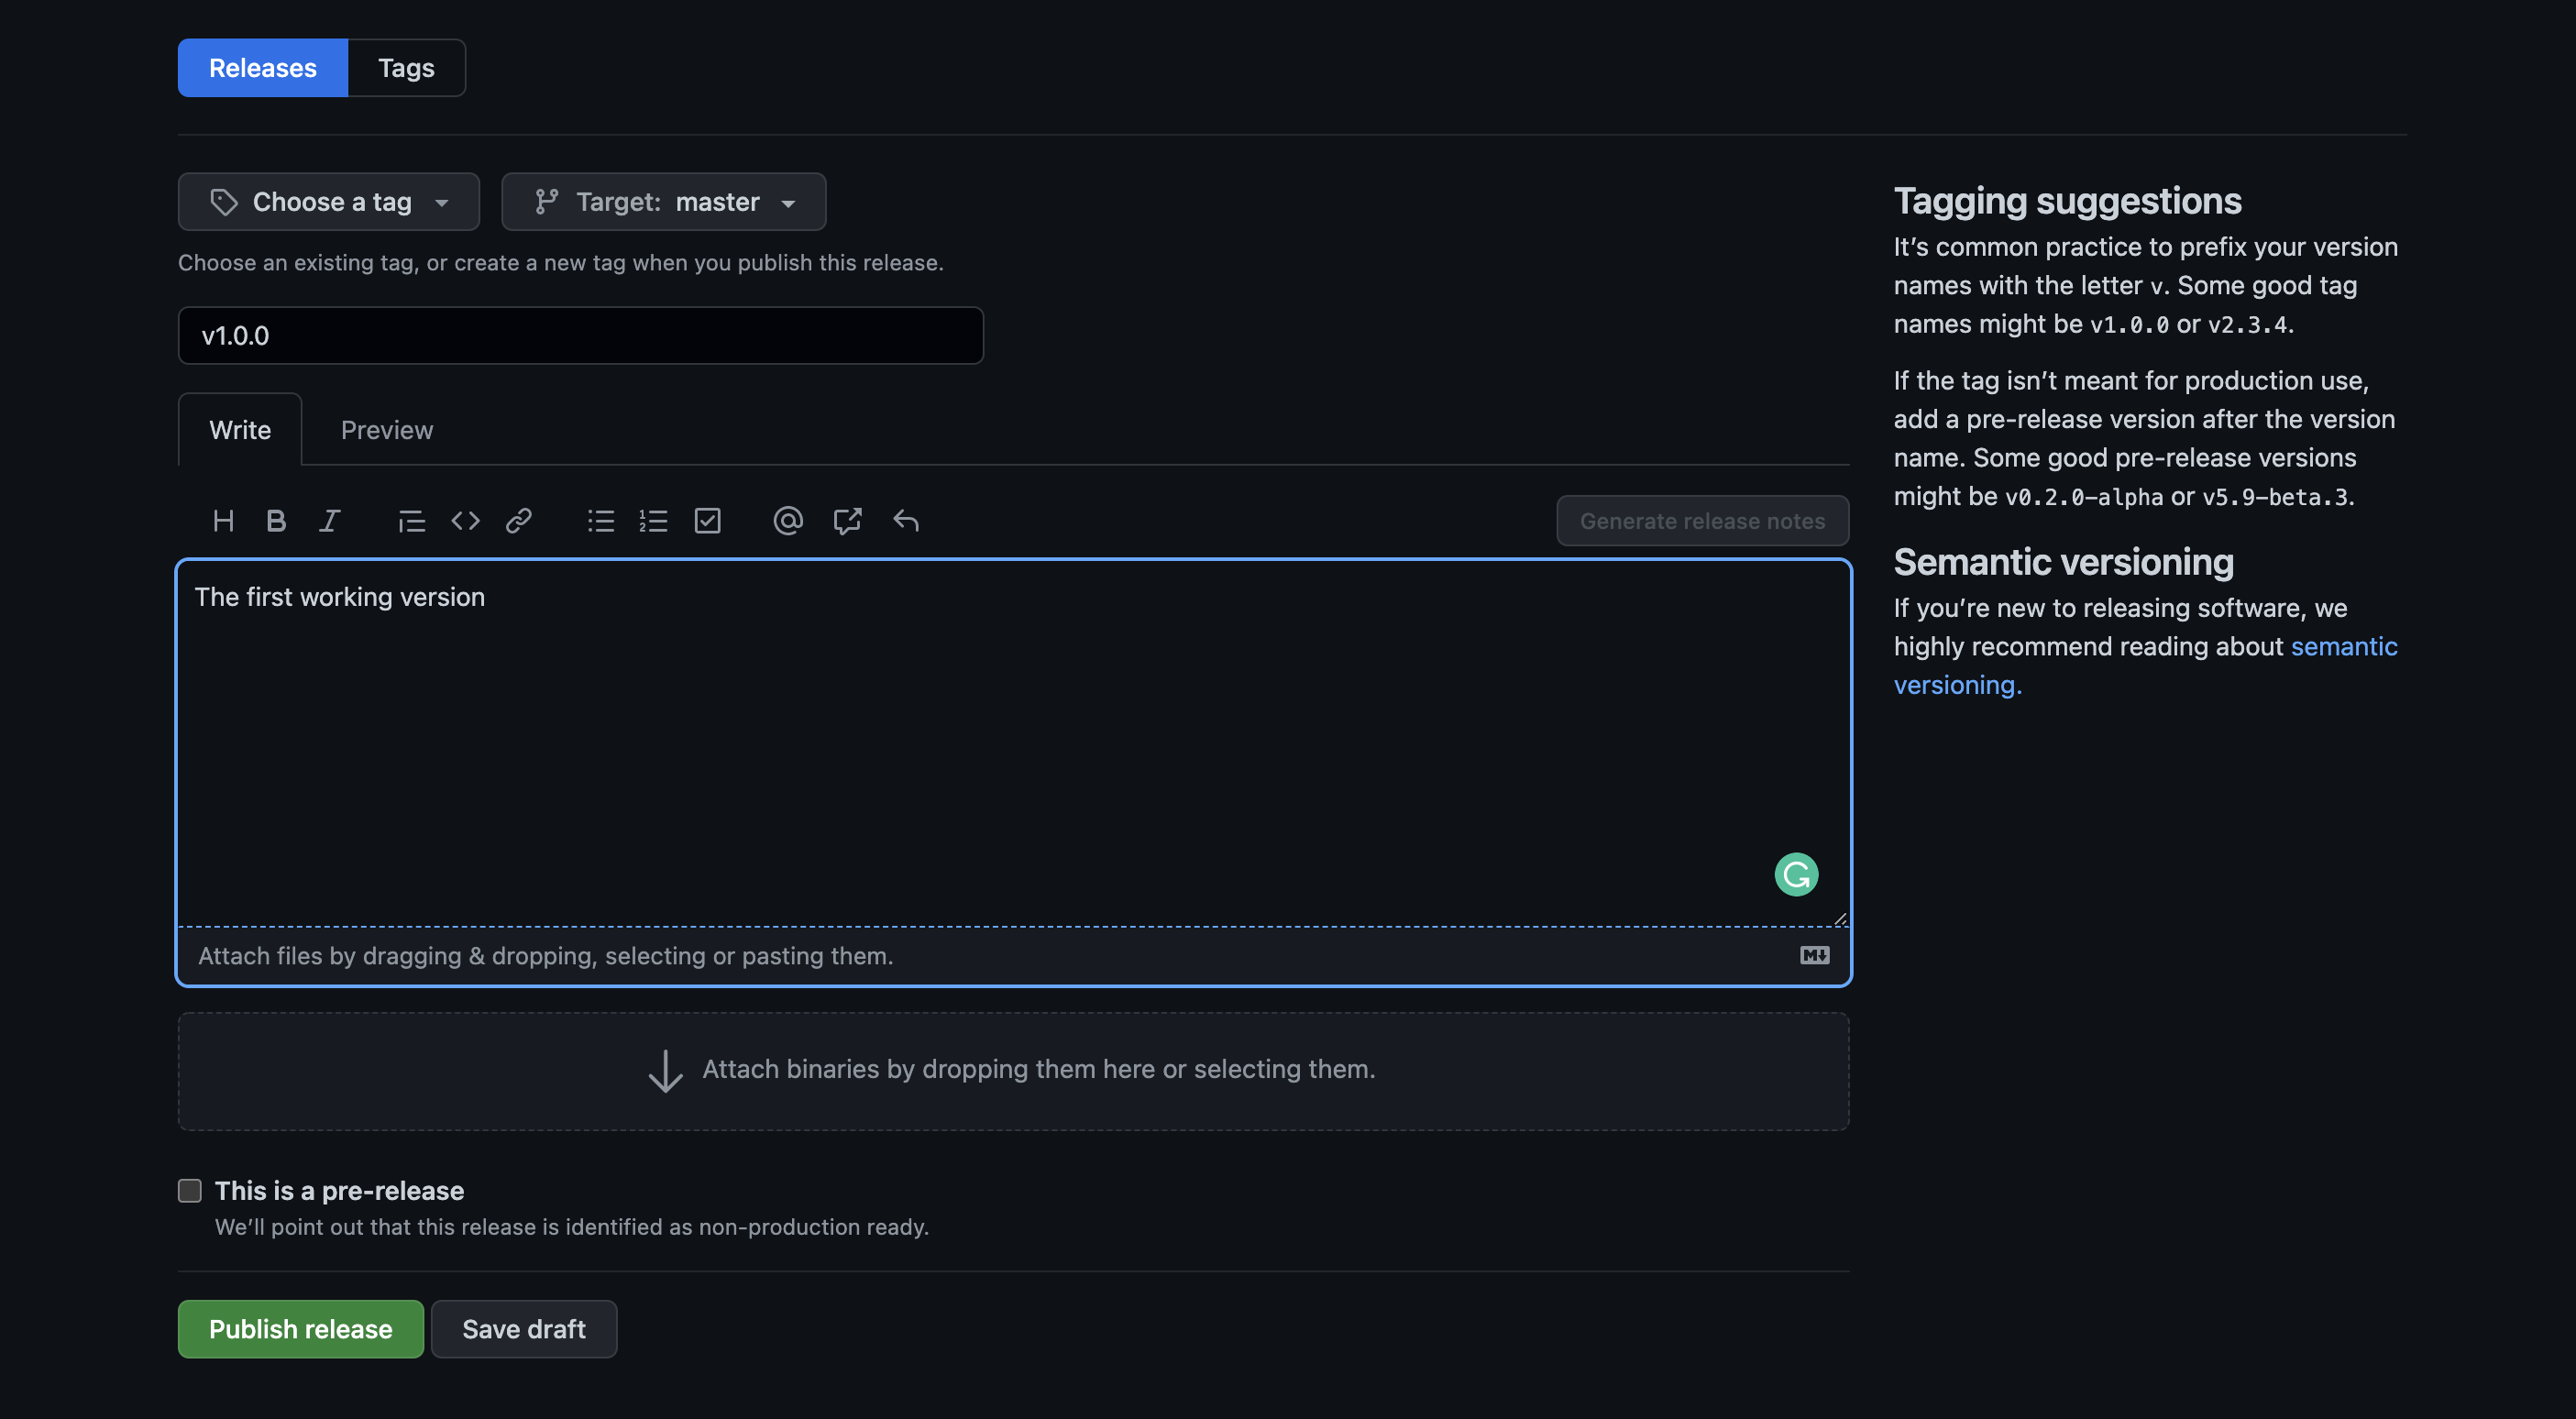 Releases Tags
Choose a tag Target: master
Choose an existing tag, or create a new tag when you publish this release.
v1.0.0
Write Preview
Generate release notes
The first working version
Attach files by dragging & dropping, selecting or pasting them.
Attach binaries by dropping them here or selecting them.
This is a pre-release
We’ll point out that this release is identified as non-production ready.
Publish release Save draft
Tagging suggestions
It’s common practice to prefix your version
names with the letter v. Some good tag
names might be v1.0.0 or v2.3.4.
If the tag isn’t meant for production use,
add a pre-release version after the version
name. Some good pre-release versions
might be v0.2.0-alpha or v5.9-beta.3.
Semantic versioning
If you’re new to releasing software, we
highly recommend reading about semantic
versioning.